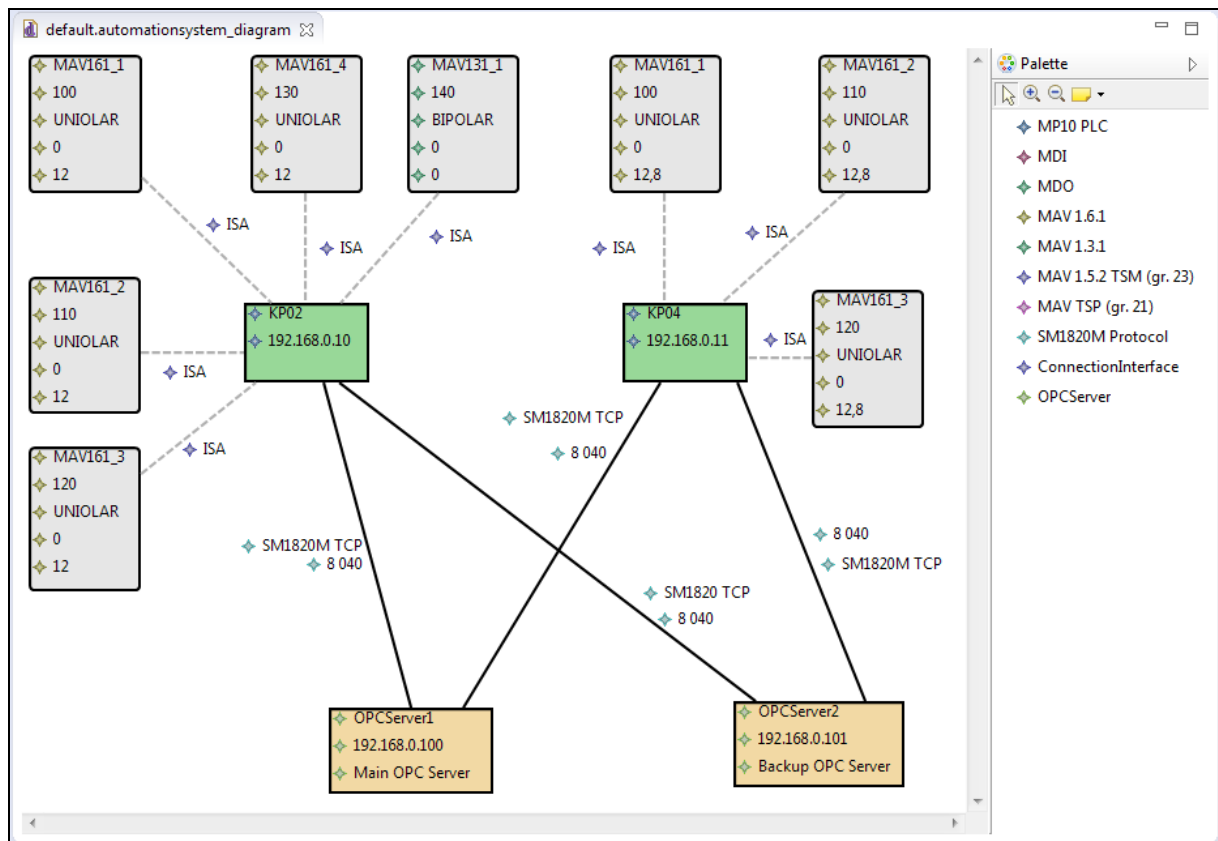 default.automationsystem_diagram
MAV161_1
100
UNIOLAR
0
12
MAV161_4
130
UNIOLAR
0
12
MAV131_1
140
BIPOLAR
0
0
MAV161_1
100
UNIOLAR
0
12,8
MAV161_2
110
UNIOLAR
0
12,8
ISA
ISA
ISA
ISA
ISA
MAV161_2
110
UNIOLAR
0
12
ISA
KP02
192.168.0.10
KP04
192.168.0.11
ISA
MAV161_3
120
UNIOLAR
0
12,8
MAV161_3
120
UNIOLAR
0
12
ISA
SM1820M TCP
8 040
SM1820M TCP
8 040
8 040
SM1820M TCP
SM1820 TCP
8 040
OPCServer1
192.168.0.100
Main OPC Server
OPCServer2
192.168.0.101
Backup OPC Server
Palette
MP10 PLC
MDI
MDO
MAV 1.6.1
MAV 1.3.1
MAV 1.5.2 TSM (gr. 23)
MAV TSP (gr. 21)
SM1820M Protocol
ConnectionInterface
OPCServer